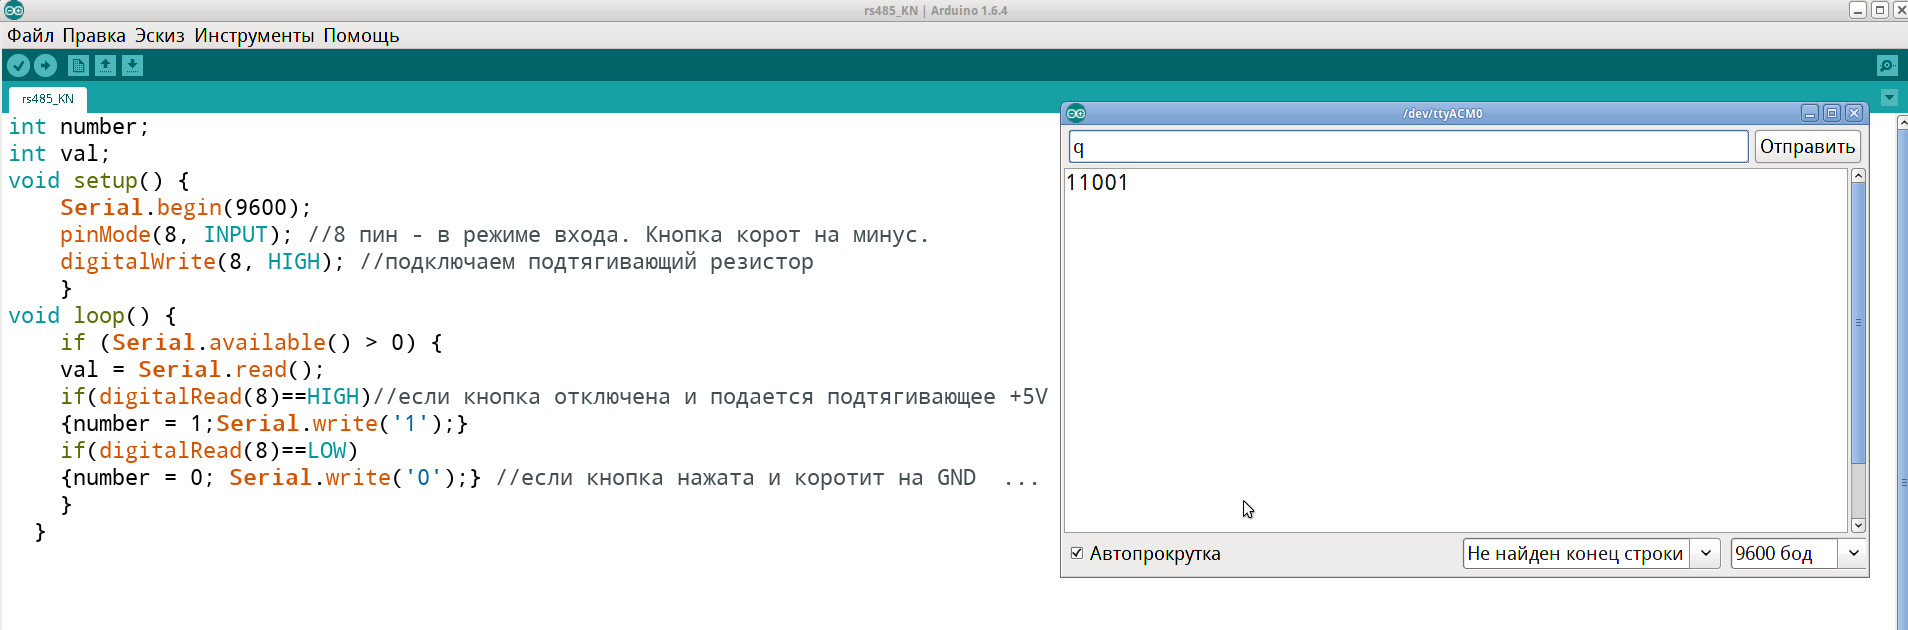 rs485_KN | Arduino 1.6.4
Файл Правка Эскиз Инструменты Помощь
rs485_KN
int number;
int val;
void setup() {
    Serial.begin(9600);
    pinMode(8, INPUT); //8 пин - в режиме входа. Кнопка корот на минус.
    digitalWrite(8, HIGH); //подключаем подтягивающий резистор
    }
void loop() {
    if (Serial.available() > 0) {
    val = Serial.read();
    if(digitalRead(8)==HIGH)//если кнопка отключена и подается подтягивающее +5V
    {number = 1;Serial.write('1');}
    if(digitalRead(8)==LOW)
    {number = 0; Serial.write('0');} //если кнопка нажата и коротит на GND  ...
    }
  }
/dev/ttyACM0
q
Отправить
11001
Автопрокрутка
Не найден конец строки
9600 бод